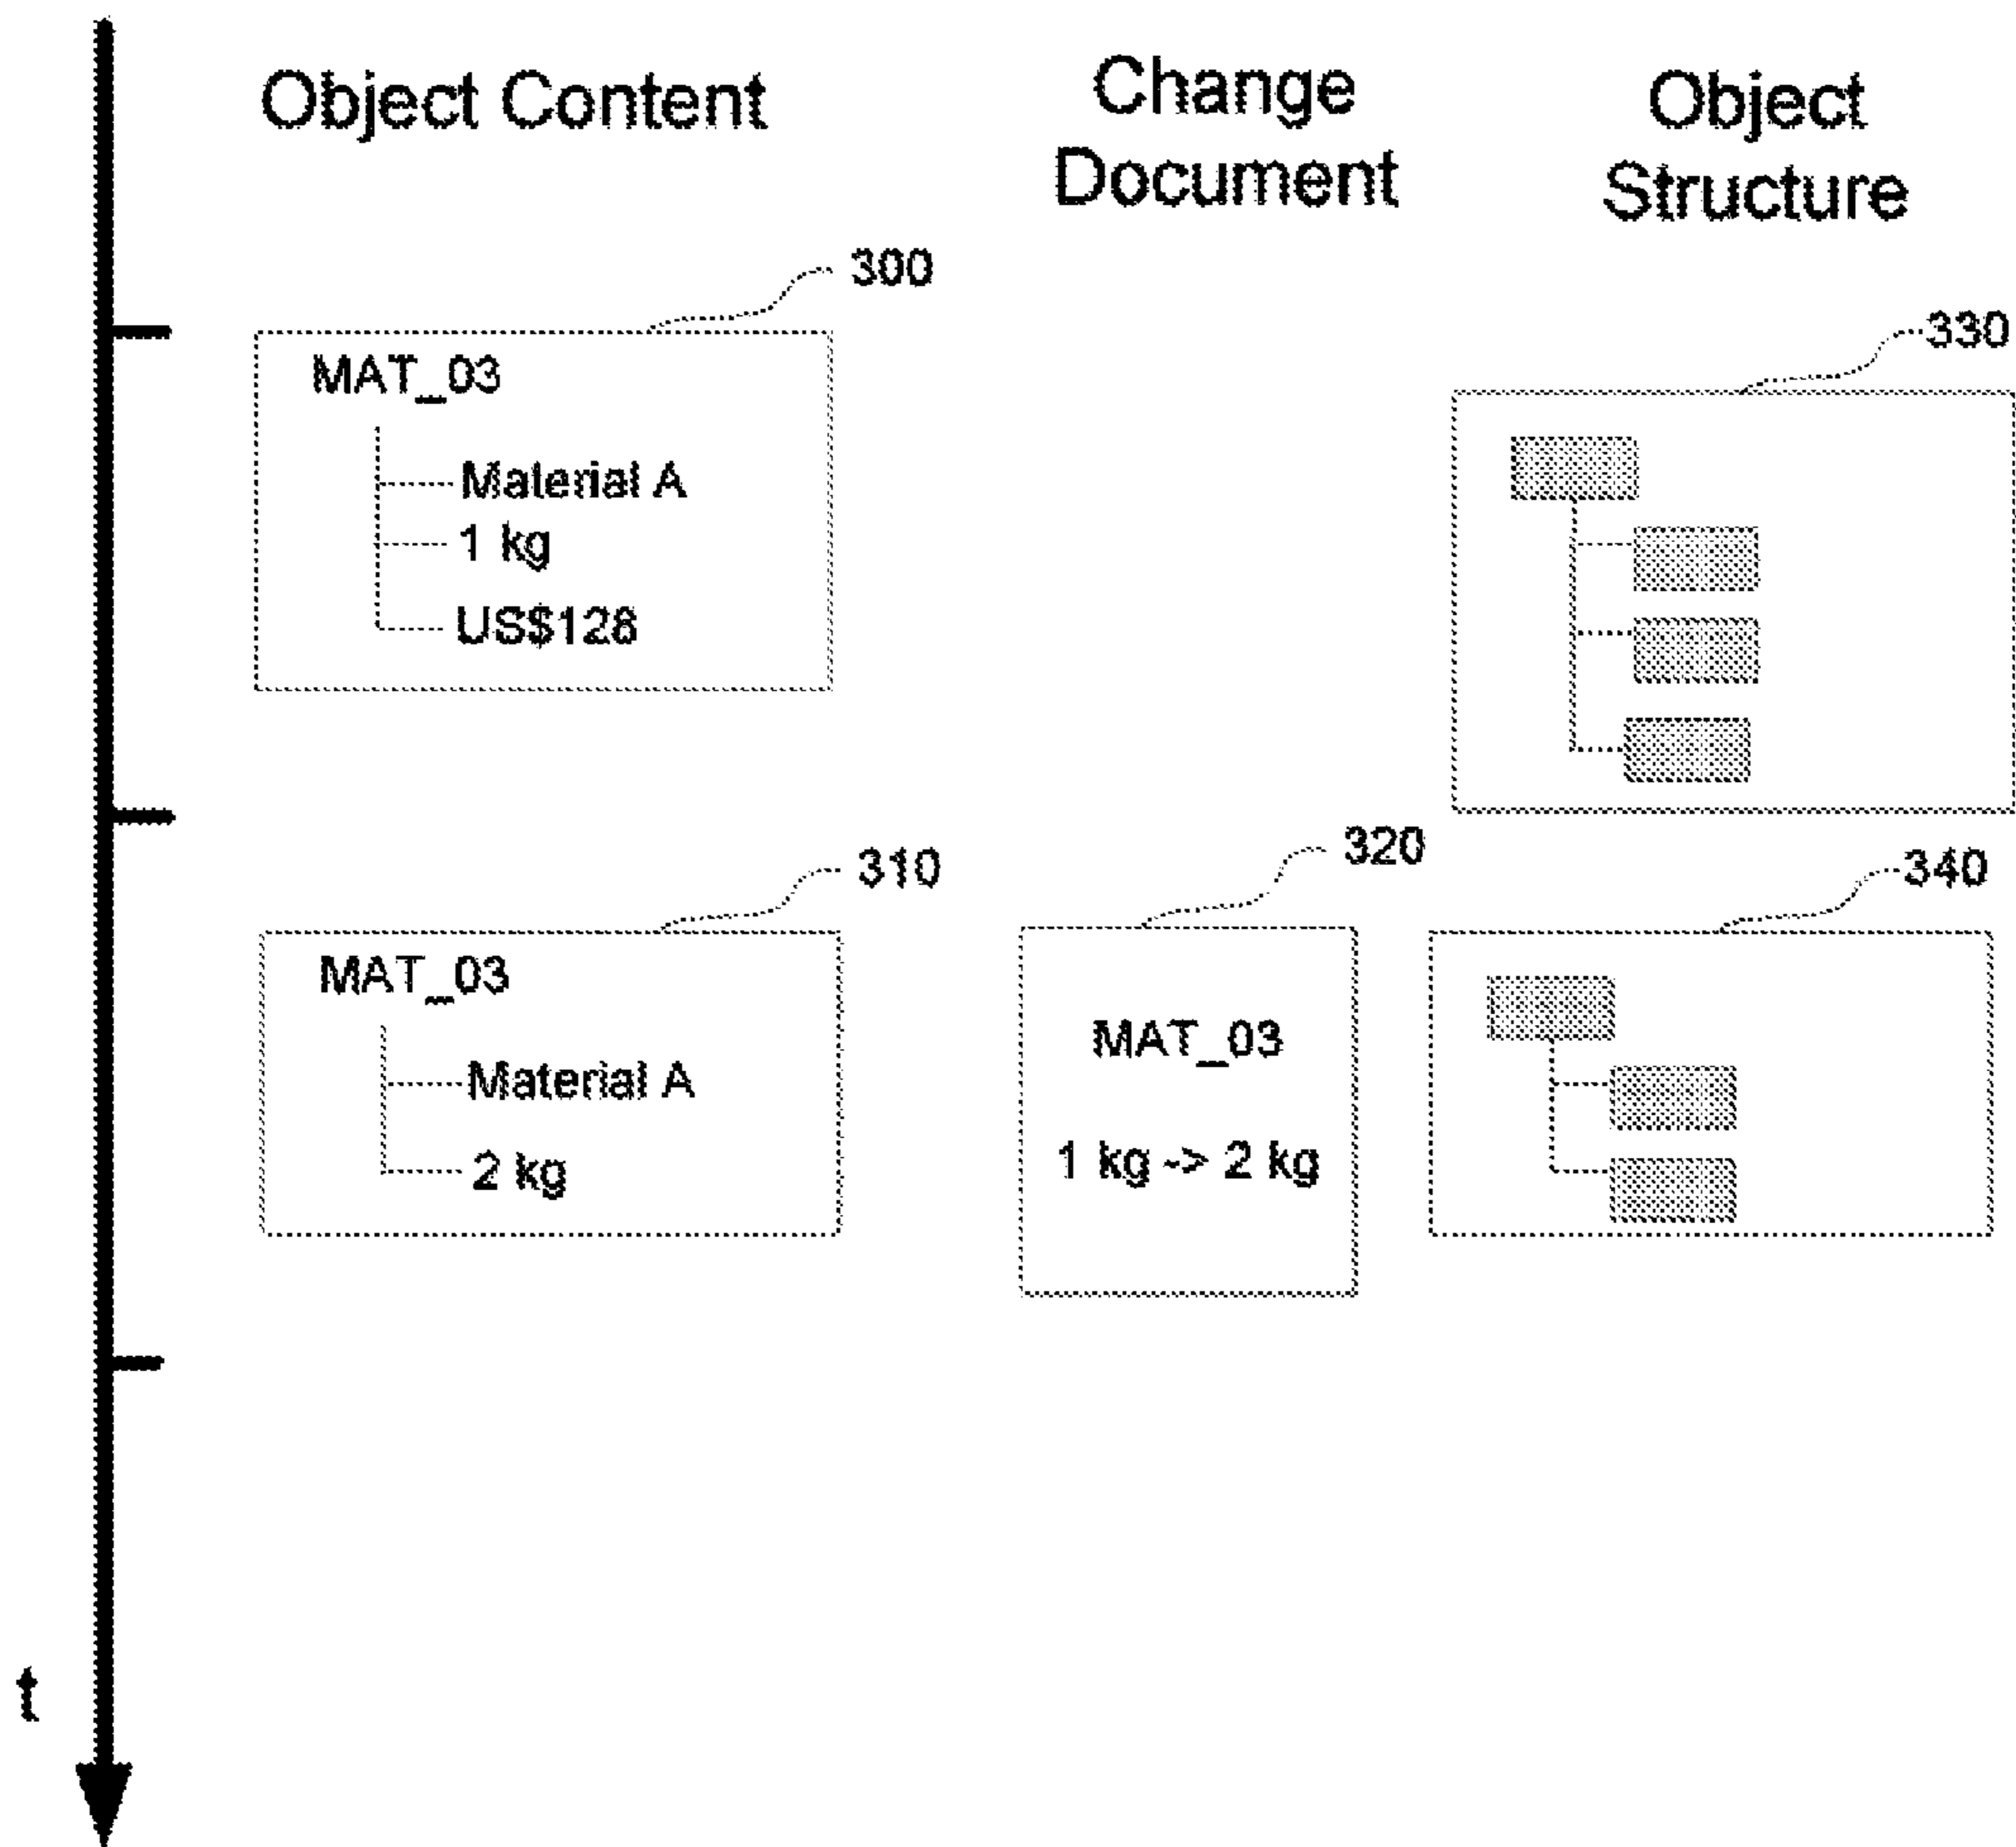 Object Content
Change
Document
Object
Structure
300
MAT_03
Material A
1 kg
US$128
330
310
MAT_03
Material A
2 kg
320
MAT_03
1 kg -> 2 kg
340
t